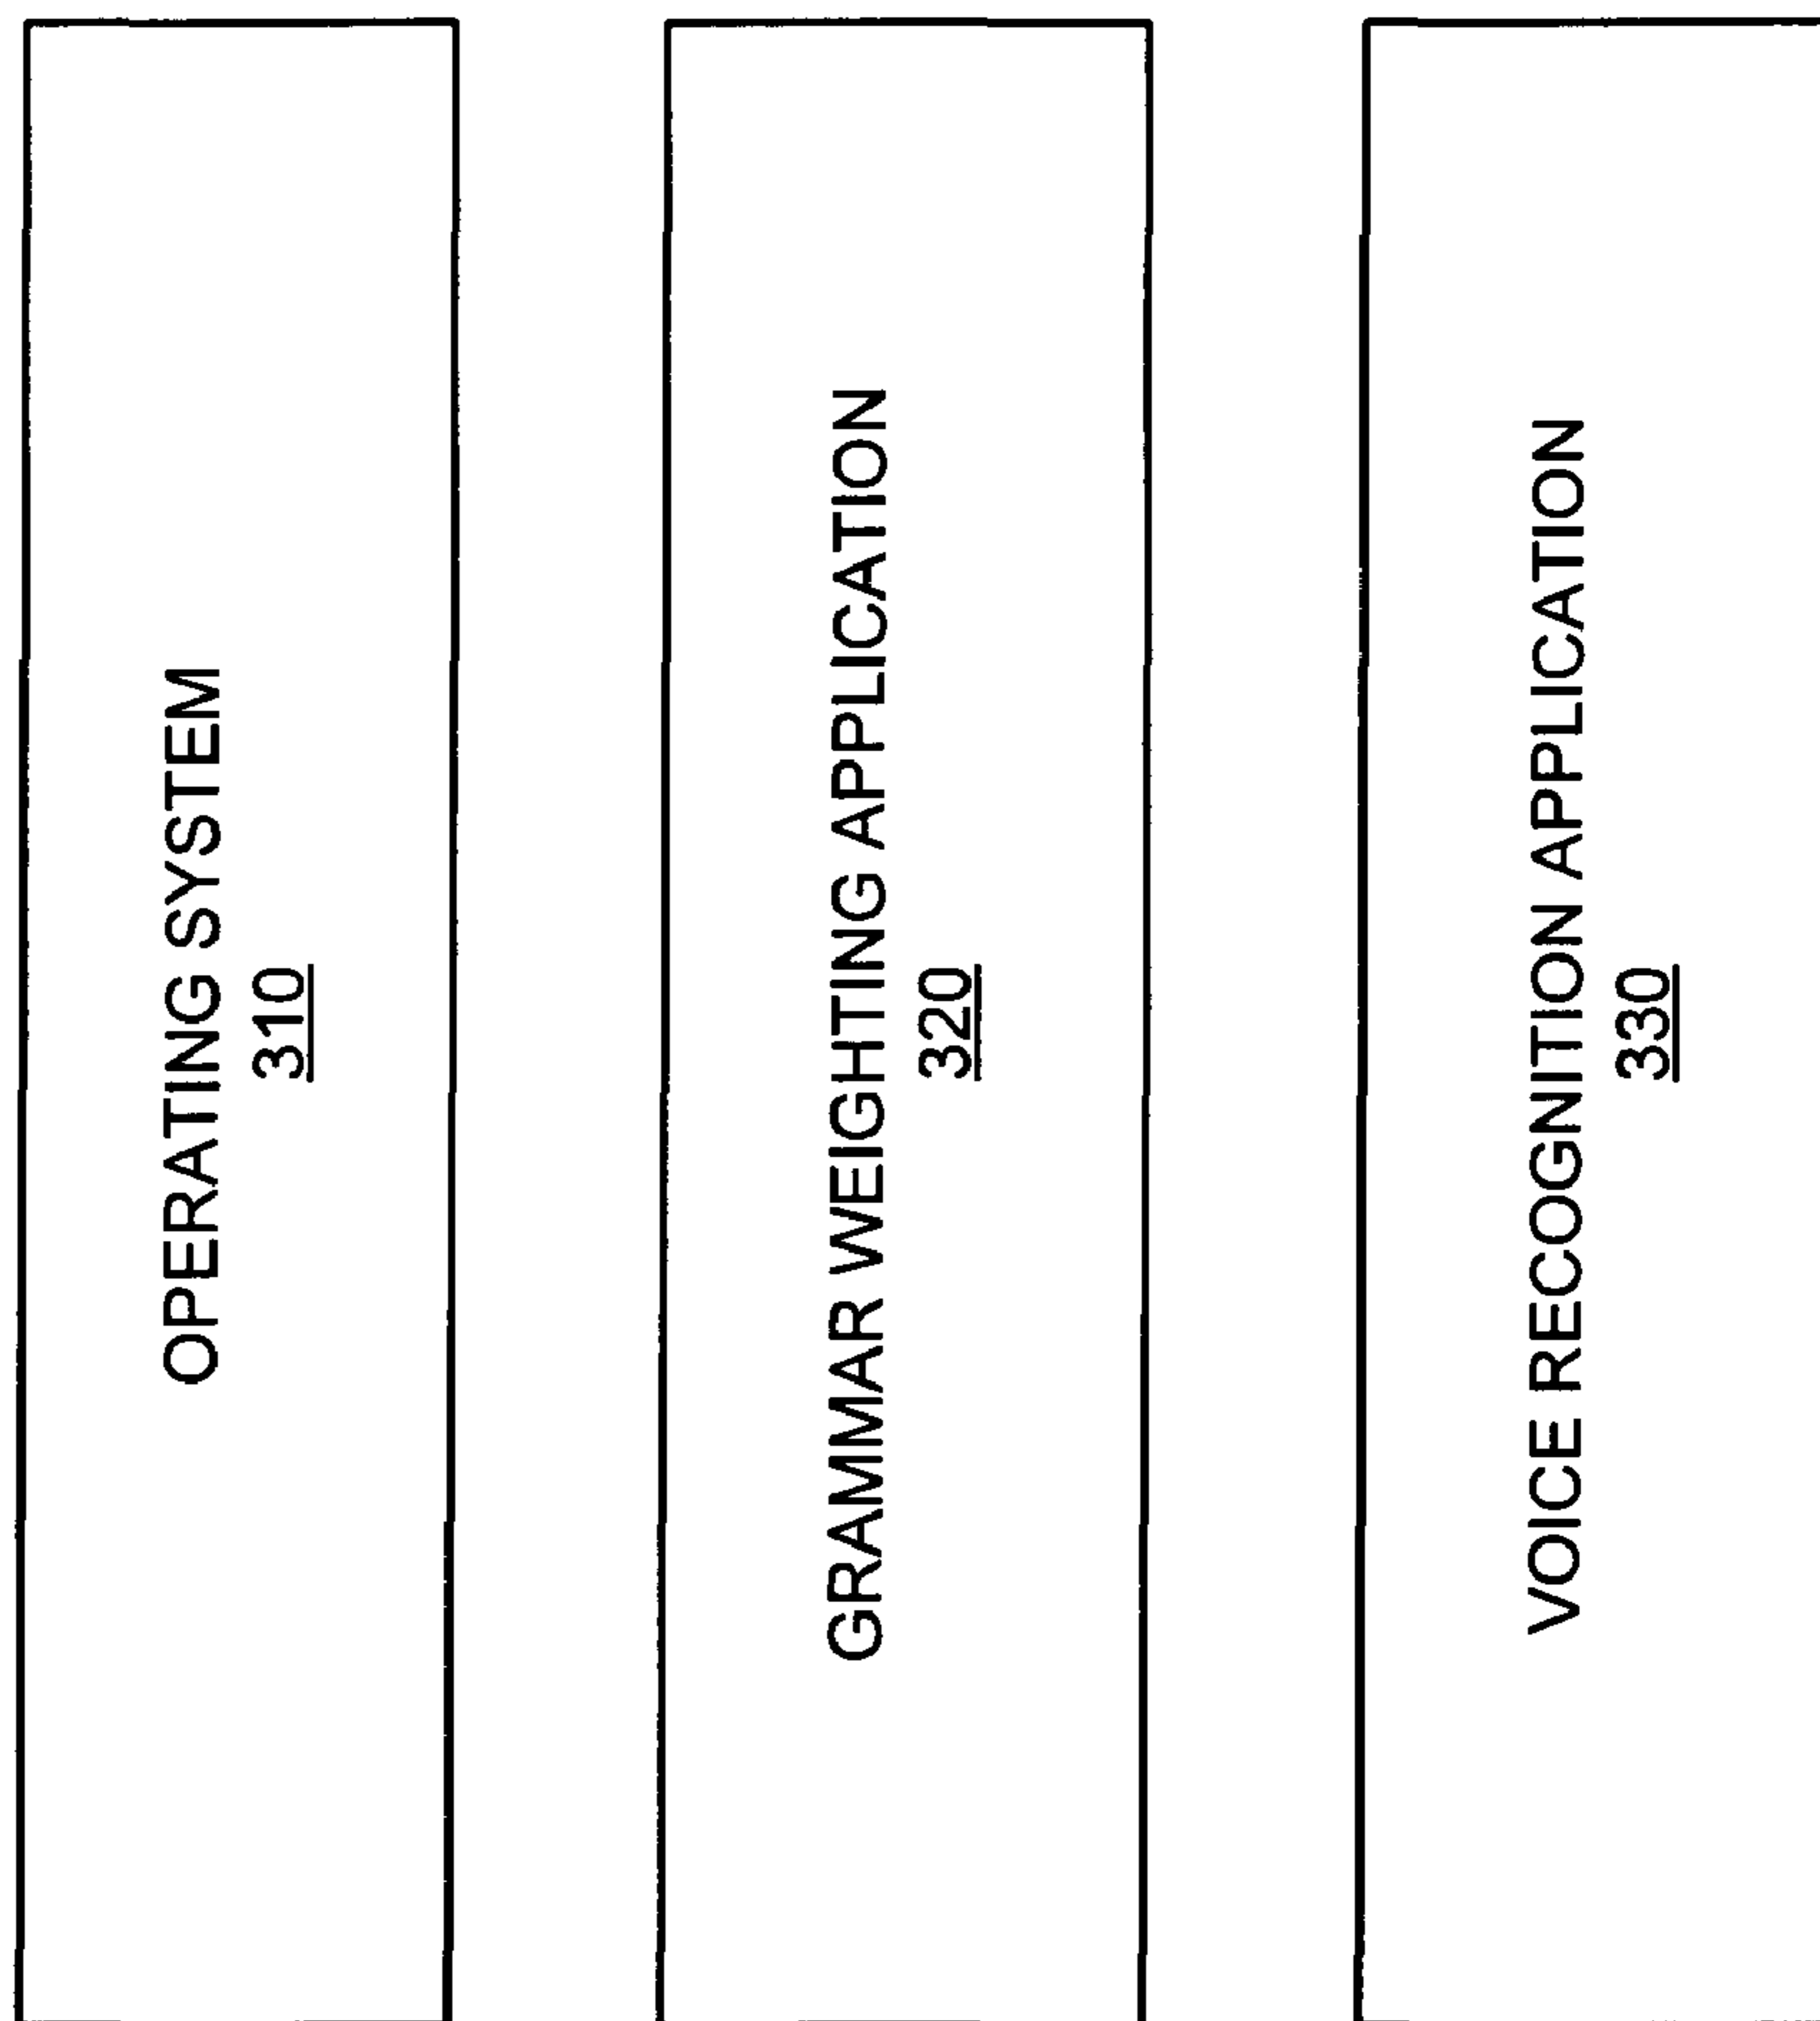 OPERATING SYSTEM
310
GRAMMAR WEIGHTING APPLICATION
320
VOICE RECOGNITION APPLICATION
330